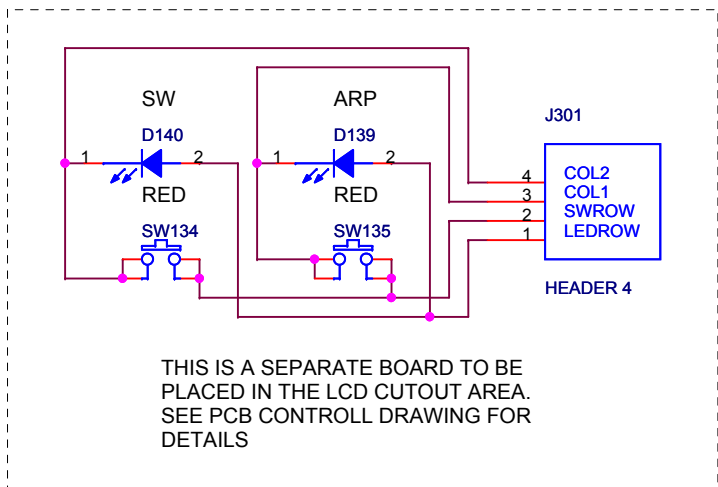 SW ARP
J301
D140 D139
1 2 1 2
RED RED
4 COL2
3 COL1
2 SWROW
1 LEDROW
SW134 SW135
HEADER 4
THIS IS A SEPARATE BOARD TO BE
PLACED IN THE LCD CUTOUT AREA.
SEE PCB CONTROLL DRAWING FOR
DETAILS